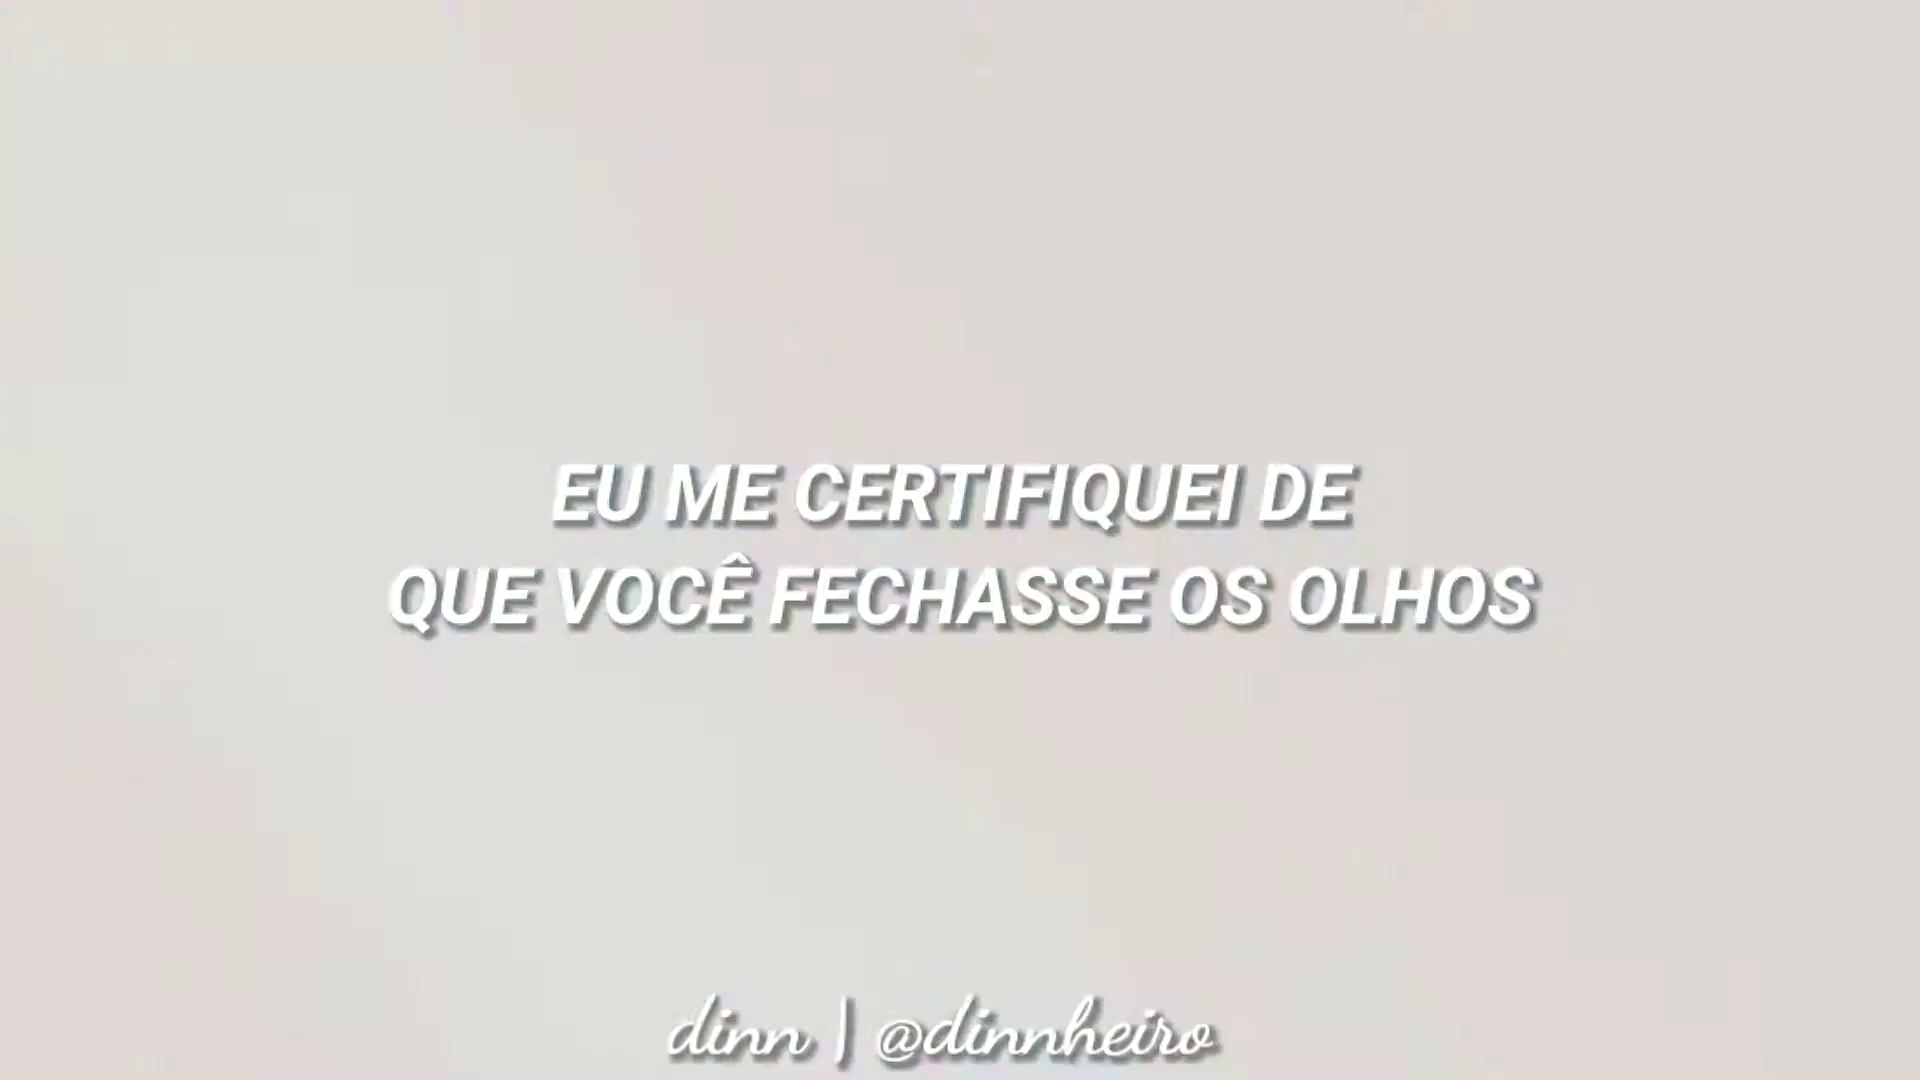 EU ME CERTIFIQUEI DE
QUE VOCÊ FECHASSE OS OLHOS
dinn | @dinnheiro